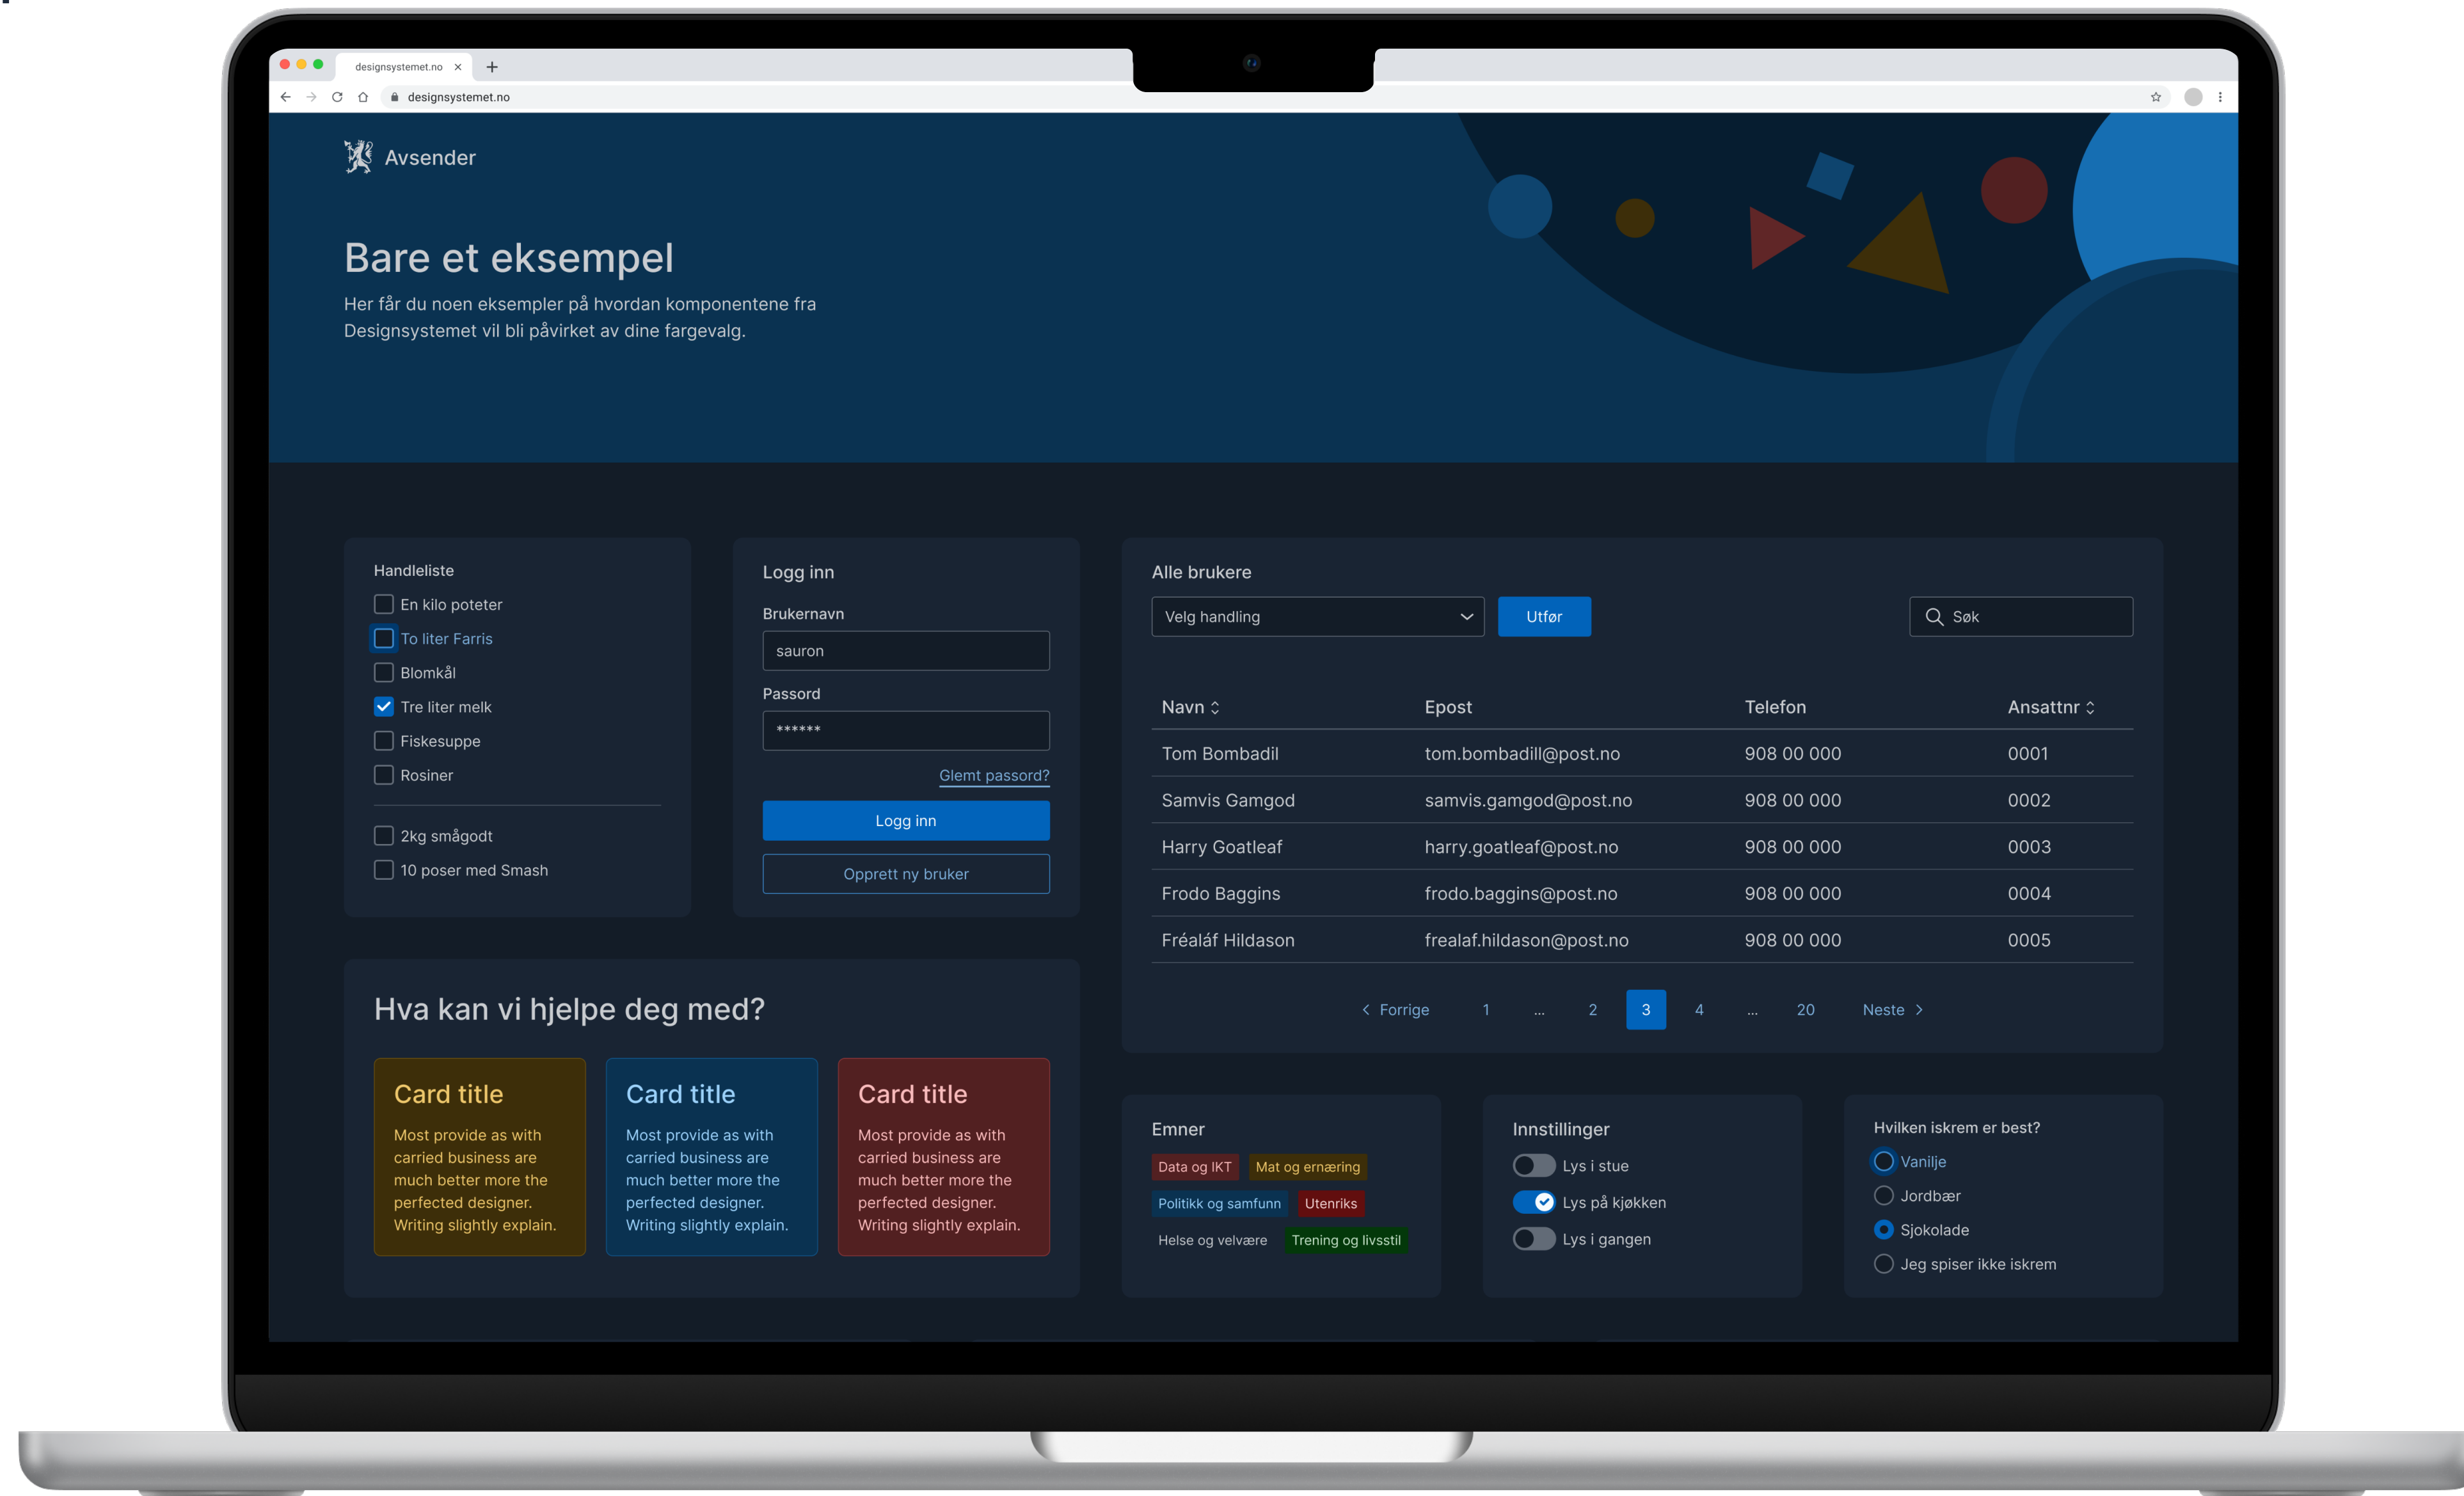 designsystemet.no
designsystemet.no
Avsender
Bare et eksempel
Her får du noen eksempler på hvordan komponentene fra
Designsystemet vil bli påvirket av dine fargevalg.
Handleliste
En kilo poteter
To liter Farris
Blomkål
Tre liter melk
Fiskesuppe
Rosiner
2kg smågodt
10 poser med Smash
Logg inn
Brukernavn
sauron
Passord
******
Glemt passord?
Logg inn
Opprett ny bruker
Alle brukere
Velg handling
Utfør
Søk
Navn Epost Telefon Ansattnr
Tom Bombadil tom.bombadill@post.no 908 00 000 0001
Samvis Gamgod samvis.gamgod@post.no 908 00 000 0002
Harry Goatleaf harry.goatleaf@post.no 908 00 000 0003
Frodo Baggins frodo.baggins@post.no 908 00 000 0004
Fréaláf Hildason frealaf.hildason@post.no 908 00 000 0005
Forrige 1 ... 2 3 4 ... 20 Neste
Hva kan vi hjelpe deg med?
Card title
Most provide as with
carried business are
much better more the
perfected designer.
Writing slightly explain.
Card title
Most provide as with
carried business are
much better more the
perfected designer.
Writing slightly explain.
Card title
Most provide as with
carried business are
much better more the
perfected designer.
Writing slightly explain.
Emner
Data og IKT Mat og ernæring
Politikk og samfunn Utenriks
Helse og velvære Trening og livsstil
Innstillinger
Lys i stue
Lys på kjøkken
Lys i gangen
Hvilken iskrem er best?
Vanilje
Jordbær
Sjokolade
Jeg spiser ikke iskrem